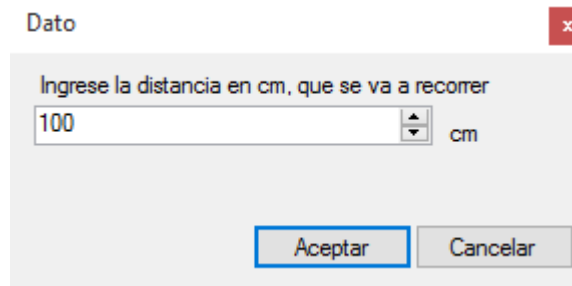 Dato
x
Ingrese la distancia en cm, que se va a recorrer
100
cm
Aceptar
Cancelar